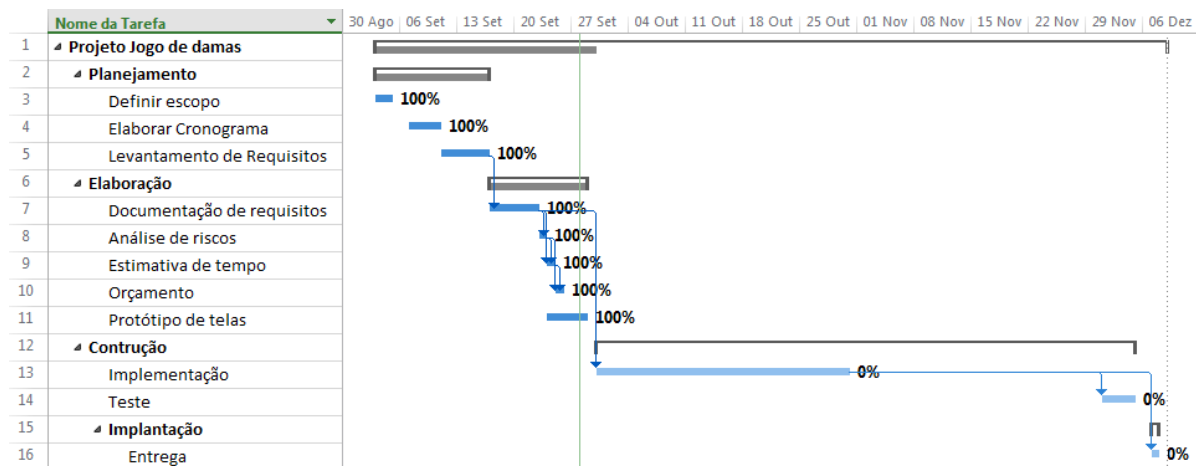 Nome da Tarefa 30 Ago 06 Set 13 Set 20 Set 27 Set 04 Out 11 Out 18 Out 25 Out 01 Nov 08 Nov 15 Nov 22 Nov 29 Nov 06 Dez
1 Projeto Jogo de damas
2 Planejamento
3 Definir escopo 100%
4 Elaborar Cronograma 100%
5 Levantamento de Requisitos 100%
6 Elaboração
7 Documentação de requisitos 100%
8 Análise de riscos 100%
9 Estimativa de tempo 100%
10 Orçamento 100%
11 Protótipo de telas 100%
12 Contrução
13 Implementação 0%
14 Teste 0%
15 Implantação
16 Entrega 0%